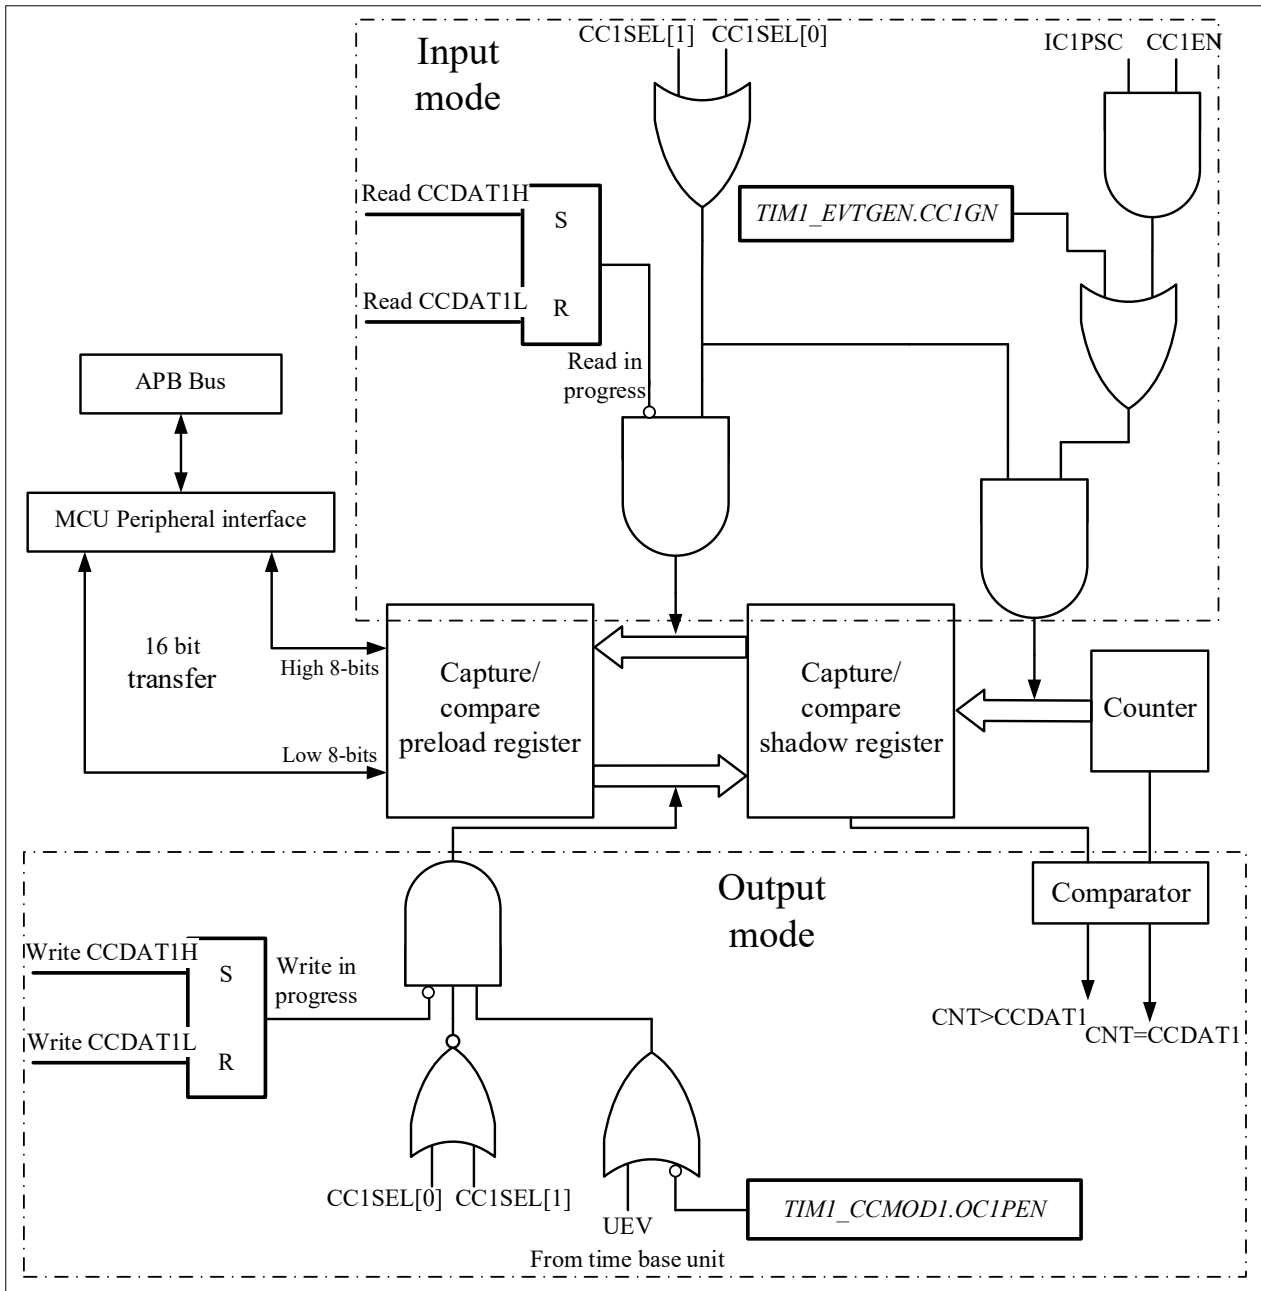 Input
mode
CC1SEL[1] CC1SEL[0]
IC1PSC CC1EN
Read CCDAT1H
S
TIM1_EVTGEN.CC1GN
Read CCDAT1L
R
Read in
progress
APB Bus
MCU Peripheral interface
16 bit
transfer
High 8-bits
Low 8-bits
Capture/
compare
preload register
Capture/
compare
shadow register
Counter
Output
mode
Comparator
Write CCDAT1H
S
Write in
progress
Write CCDAT1L
R
CNT>CCDAT1
CNT=CCDAT1
CC1SEL[0] CC1SEL[1]
UEV
From time base unit
TIM1_CCMOD1.OC1PEN